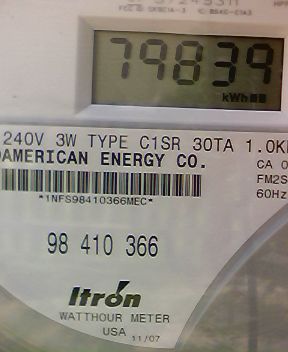 79839
kWh
240V 3W TYPE C1SR 30TA 1.0K
AMERICAN ENERGY CO.
CA 0
FM2S
60Hz
*1NFS98410366MEC*
98 410 366
Itron
WATTHOUR METER
USA 11/07